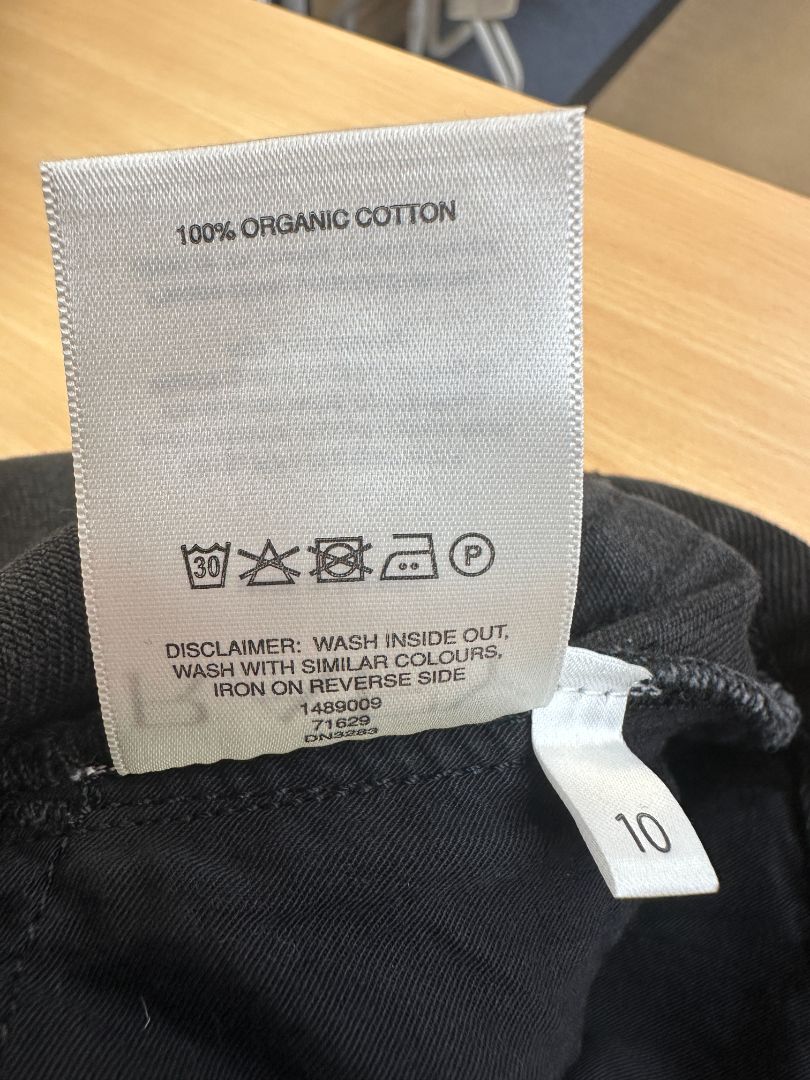 100% ORGANIC COTTON
30
P
DISCLAIMER: WASH INSIDE OUT,
WASH WITH SIMILAR COLOURS,
IRON ON REVERSE SIDE
1489009
71629
DN3283
10